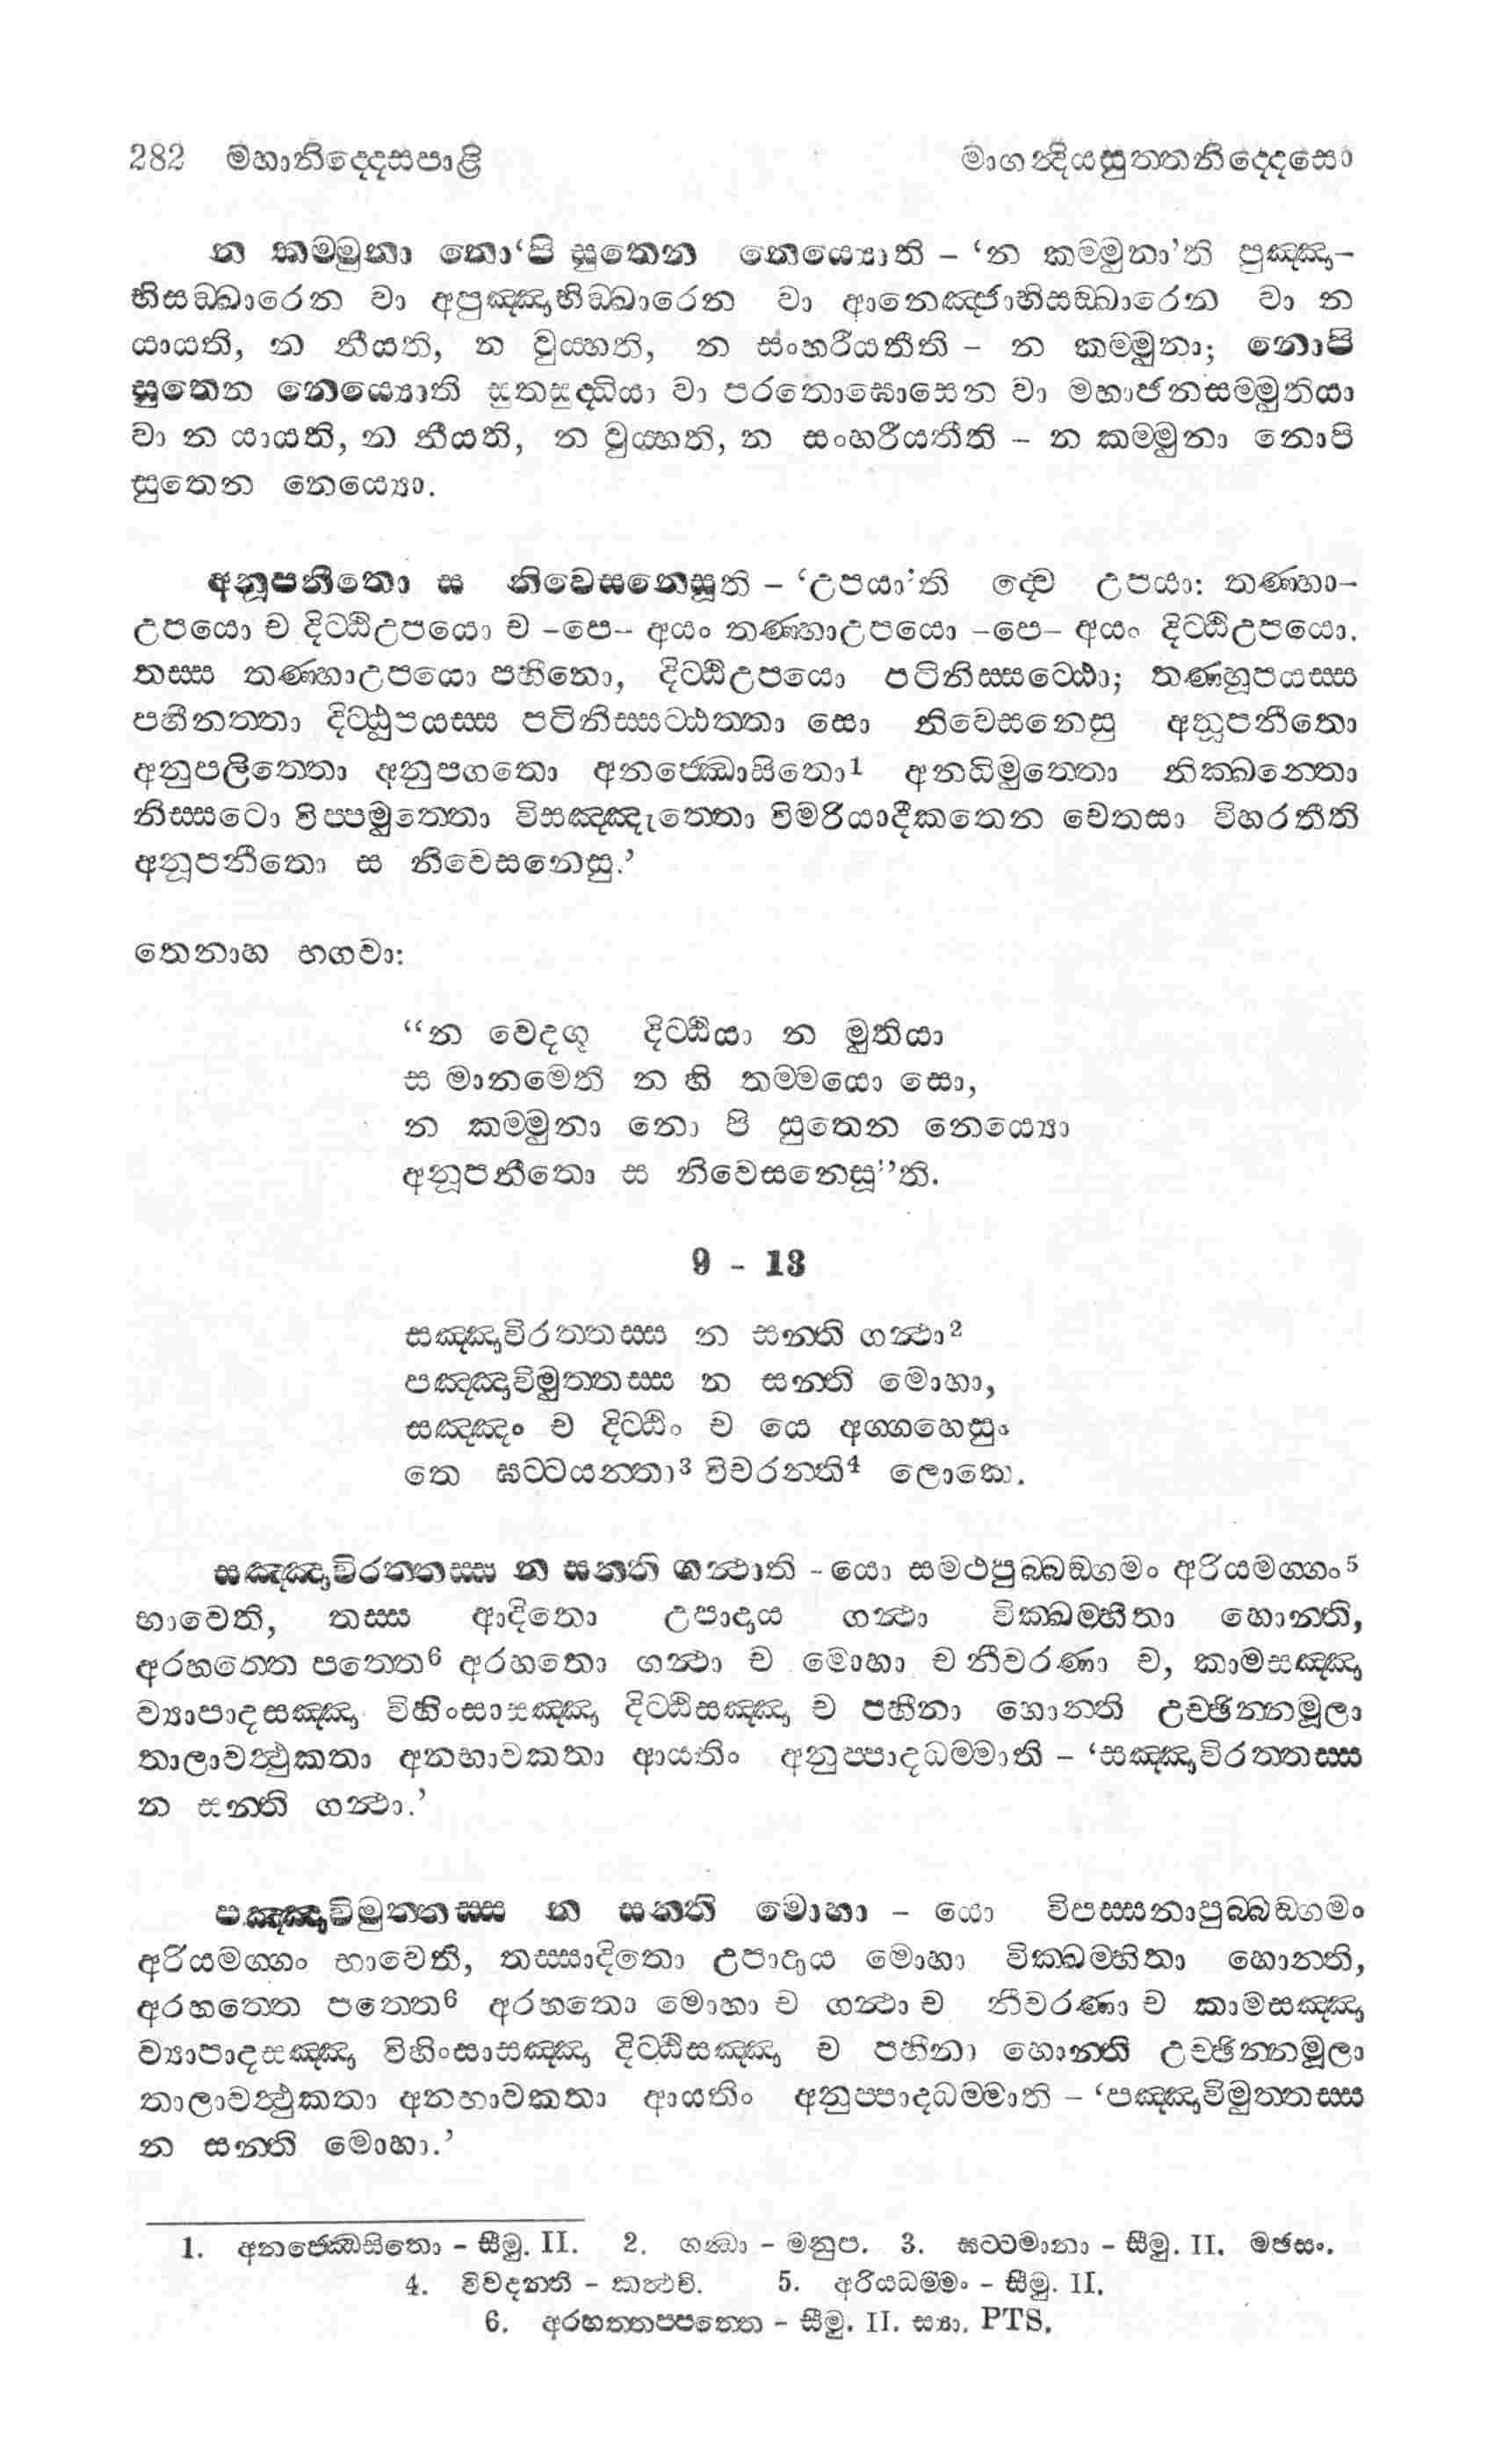 282 මහානිද්දෙසපාළි මාගන්දියසුත්තනිද්දෙසො
න කම්මුනා නො‘පි සුතෙන නෙය්‍යොති – ‘න කම්මුනා’ති පුඤ්ඤා–
භිසඞ්ඛාරෙන වා අපුඤ්ඤාභිඞ්ඛාරෙන වා ආනෙඤ්ජාභිසඞ්ඛාරෙන වා න
යායති, න නීයති, න වුය්හති, න සංහරීයතීති – න කම්මුනා; නොපි
සුතෙන නෙය්‍යොති සුතසුද්ධියා වා පරතොඝොසෙන වා මහාජනසම්මුතියා
වා න යායති, න නීයති, න වුය්හති, න සංහරීයතීති – න කම්මුනා නොපි
සුතෙන නෙය්‍යො.
අනූපනීතො ස නිවෙසනෙසූති – ‘උපයා’ති ද්වෙ උපයා: තණ්හා–
උපයො ච දිට්ඨිඋපයො ච –පෙ– අයං තණ්හාඋපයො –පෙ– අයං දිට්ඨිඋපයො.
තස්ස තණ්හාඋපයො පහීනො, දිට්ඨිඋපයො පටිනිස්සට්ඨො; තණ්හූපයස්ස
පහීනත්තා දිට්ඨූපයස්ස පටිනිස්සට්ඨත්තා සො නිවෙසනෙසු අනූපනීතො
අනුපලිත්තො අනුපගතො අනජ්ඣොසිතො1 අනධිමුත්තො නික්ඛන්තො
නිස්සටො විප්පමුත්තො විසඤ්ඤුත්තො විමරියාදීකතෙන චෙතසා විහරතීති
අනූපනීතො ස නිවෙසනෙසු.’
තෙනාහ භගවා:
“න වෙදගූ දිට්ඨියා න මුතියා
ස මානමෙති න හි තම්මයො සො,
න කම්මුනා නො පි සුතෙන නෙය්‍යො
අනූපනීතො ස නිවෙසනෙසූ”ති.
9 - 13
සඤ්ඤාවිරත්තස්ස න සන්ති ගන්ථා2
පඤ්ඤාවිමුත්තස්ස න සන්ති මොහා,
සඤ්ඤං ච දිට්ඨිං ච යෙ අග්ගහෙසුං
තෙ ඝට්ටයන්තා3 විචරන්ති4 ලොකෙ.
සඤ්ඤාවිරත්තස්ස න සන්ති ගන්ථාති - යො සමථපුබ්බඞ්ගමං අරියමග්ගං5
භාවෙති, තස්ස ආදිතො උපාදාය ගන්ථා වික්ඛම්භිතා හොන්ති,
අරහත්තෙ පත්තෙ6 අරහතො ගන්ථා ච මොහා ච නීවරණා ච, කාමසඤ්ඤා
ව්‍යාපාදසඤ්ඤා විහිංසාසඤ්ඤා දිට්ඨිසඤ්ඤා ච පහීනා හොන්ති උච්ඡින්නමූලා
තාලාවත්ථුකතා අනභාවකතා ආයතිං අනුප්පාදධම්මාති – ‘සඤ්ඤාවිරත්තස්ස
න සන්ති ගන්ථා.’
පඤ්ඤාවිමුත්තස්ස න සන්ති මොහා – යො විපස්සනාපුබ්බඞ්ගමං
අරියමග්ගං භාවෙති, තස්සාදිතො උපාදාය මොහා වික්ඛම්භිතා හොන්ති,
අරහත්තෙ පත්තෙ6 අරහතො මොහා ච ගන්ථා ච නීවරණා ච කාමසඤ්ඤා
ව්‍යාපාදසඤ්ඤා විහිංසාසඤ්ඤා දිට්ඨිසඤ්ඤා ච පහීනා හොන්ති උච්ඡින්නමූලා
තාලාවත්ථුකතා අනභාවකතා ආයතිං අනුප්පාදධම්මාති – ‘පඤ්ඤාවිමුත්තස්ස
න සන්ති මොහා.’
1. අනජ්ඣොසිතො – සීමු. II. 2. ගන්ධා – මනුප. 3. ඝට්ටමානා – සීමු. II. මඡසං.
4. විවදන්ති – කත්ථචි. 5. අරියධම්මං – සීමු. II.
6. අරහත්තප්පත්තෙ – සීමු. II. ස්‍යා. PTS.